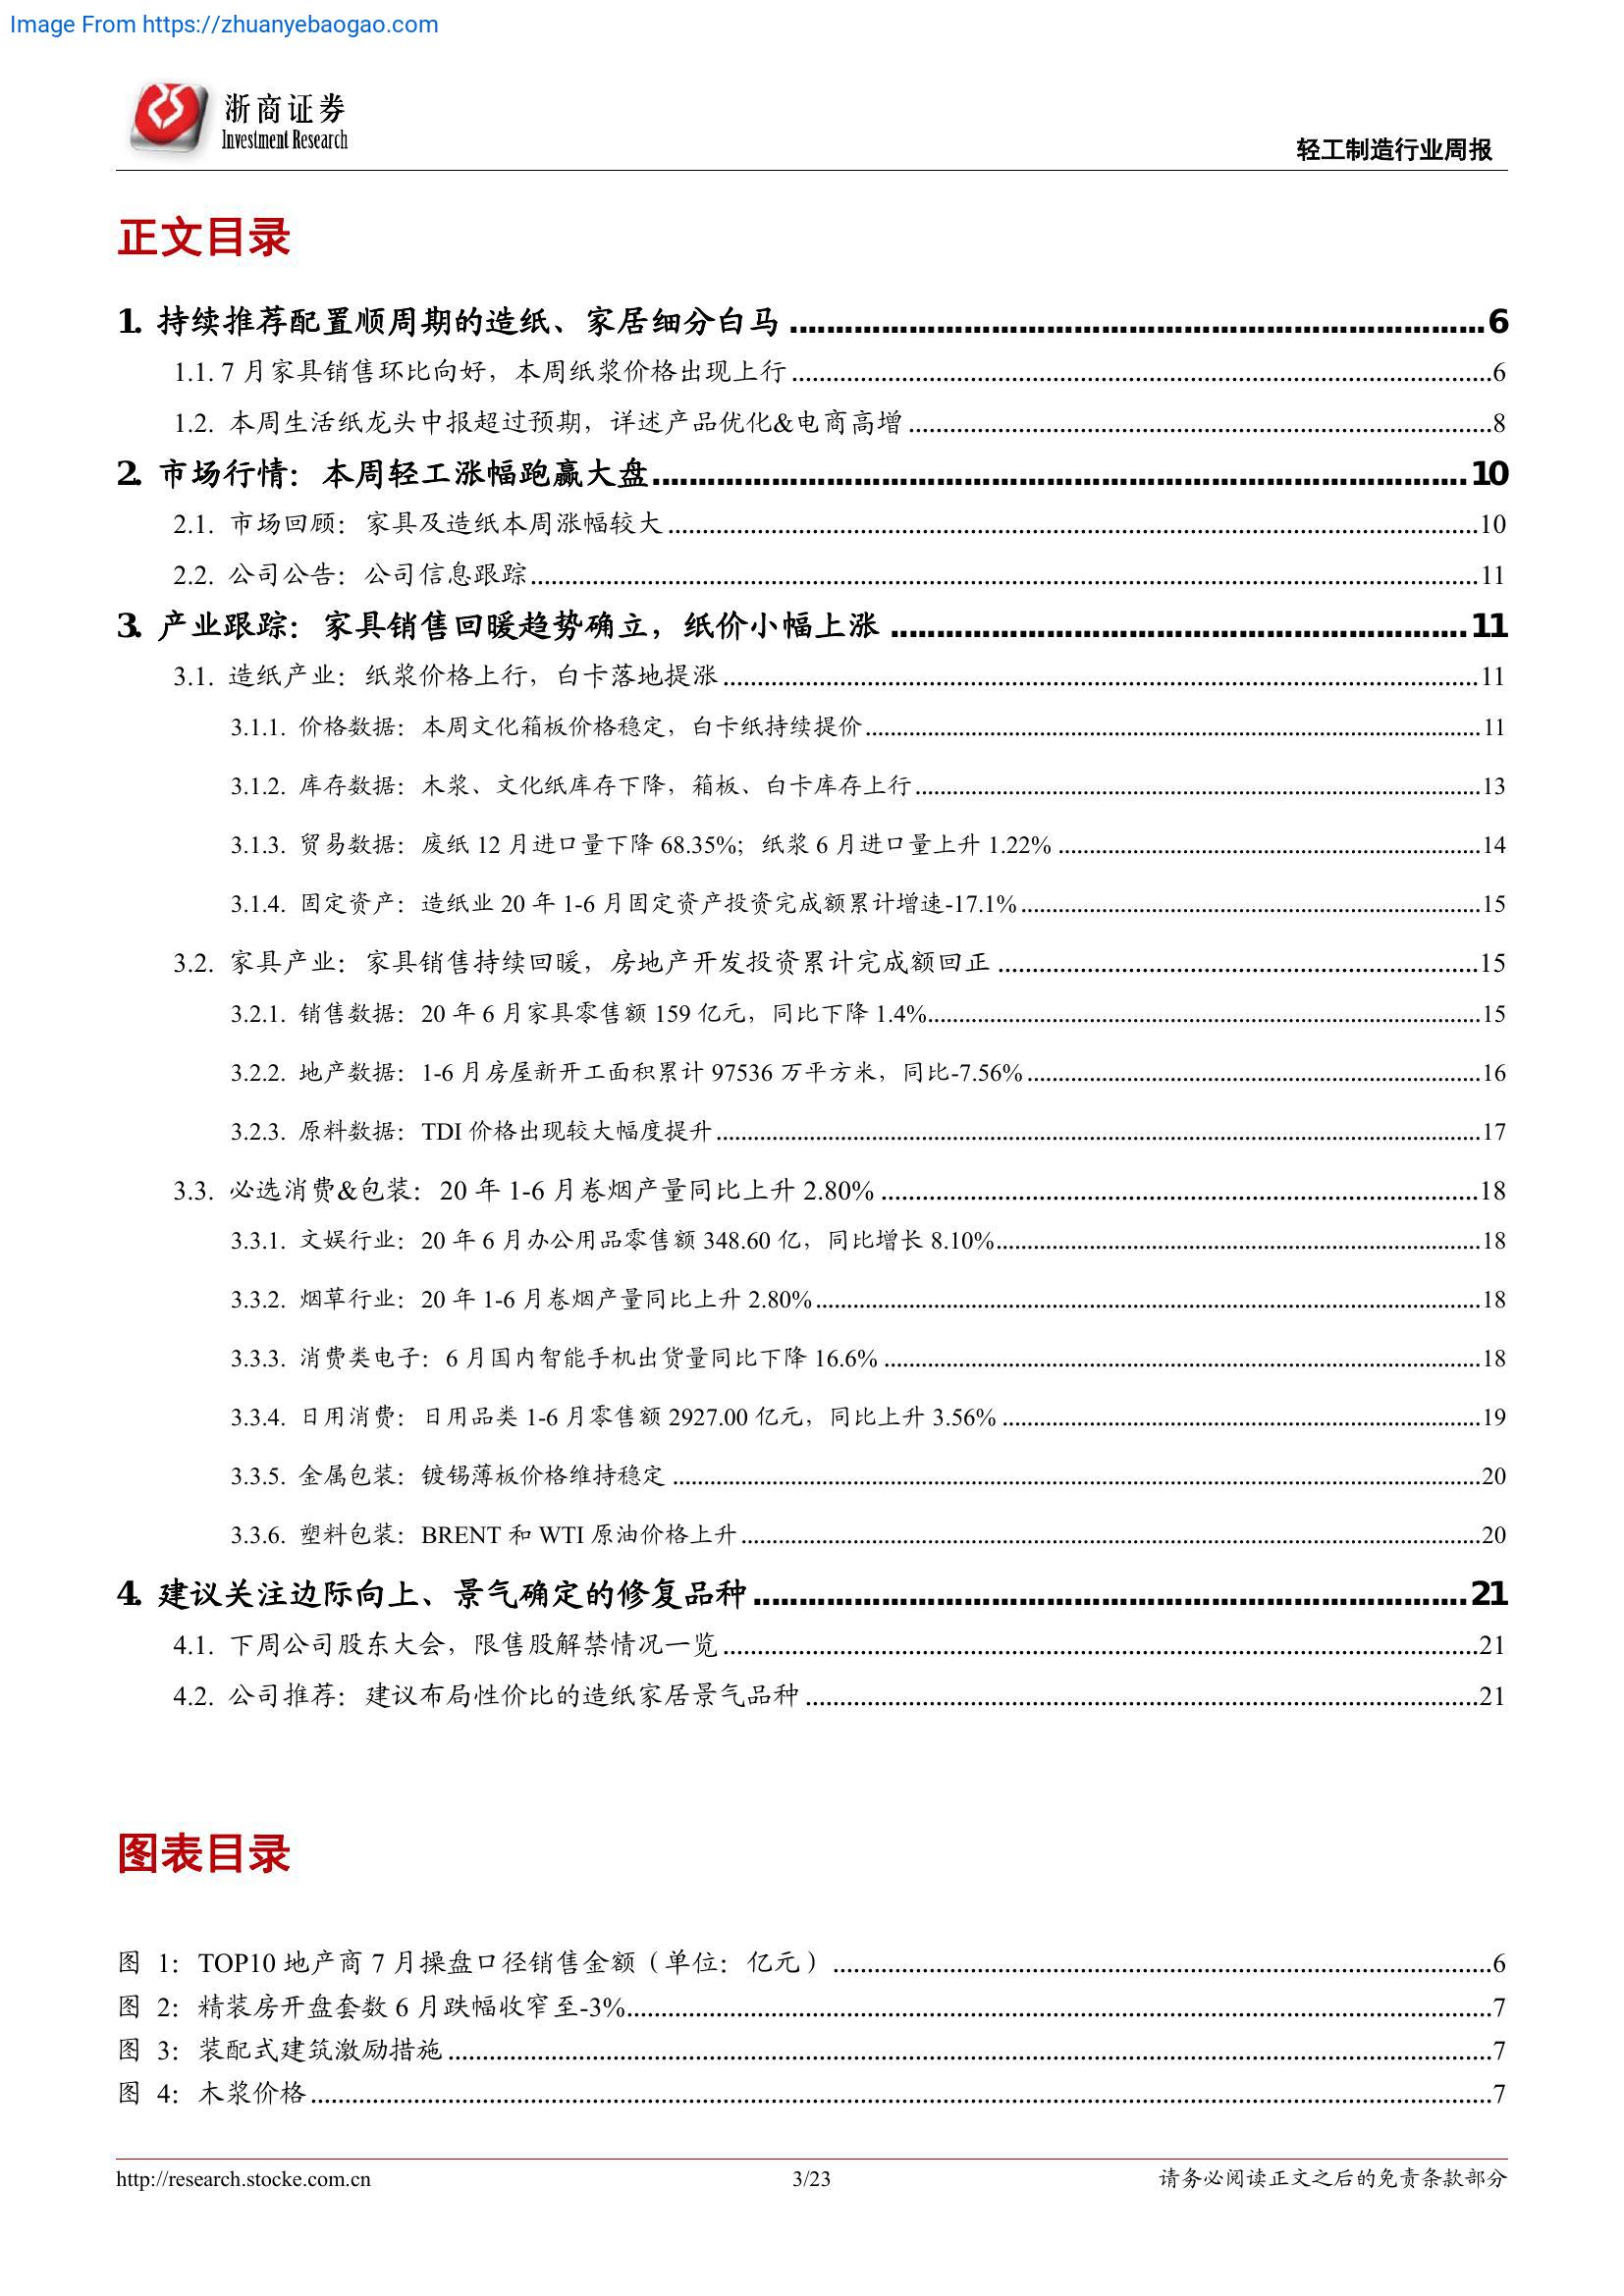 Image From https://zhuanyebaogao.com
浙商证券
Investment Research
轻工制造行业周报
正文目录
1. 持续推荐配置顺周期的造纸、家居细分白马 ........ 6
1.1. 7 月家具销售环比向好，本周纸浆价格出现上行 ........ 6
1.2. 本周生活纸龙头中报超过预期，详述产品优化&电商高增 ........ 8
2. 市场行情：本周轻工涨幅跑赢大盘 ........ 10
2.1. 市场回顾：家具及造纸本周涨幅较大 ........ 10
2.2. 公司公告：公司信息跟踪 ........ 11
3. 产业跟踪：家具销售回暖趋势确立，纸价小幅上涨 ........ 11
3.1. 造纸产业：纸浆价格上行，白卡落地提涨 ........ 11
3.1.1. 价格数据：本周文化箱板价格稳定，白卡纸持续提价 ........ 11
3.1.2. 库存数据：木浆、文化纸库存下降，箱板、白卡库存上行 ........ 13
3.1.3. 贸易数据：废纸 12 月进口量下降 68.35%；纸浆 6 月进口量上升 1.22% ........ 14
3.1.4. 固定资产：造纸业 20 年 1-6 月固定资产投资完成额累计增速-17.1% ........ 15
3.2. 家具产业：家具销售持续回暖，房地产开发投资累计完成额回正 ........ 15
3.2.1. 销售数据：20 年 6 月家具零售额 159 亿元，同比下降 1.4% ........ 15
3.2.2. 地产数据：1-6 月房屋新开工面积累计 97536 万平方米，同比-7.56% ........ 16
3.2.3. 原料数据：TDI 价格出现较大幅度提升 ........ 17
3.3. 必选消费&包装：20 年 1-6 月卷烟产量同比上升 2.80% ........ 18
3.3.1. 文娱行业：20 年 6 月办公用品零售额 348.60 亿，同比增长 8.10% ........ 18
3.3.2. 烟草行业：20 年 1-6 月卷烟产量同比上升 2.80% ........ 18
3.3.3. 消费类电子：6 月国内智能手机出货量同比下降 16.6% ........ 18
3.3.4. 日用消费：日用品类 1-6 月零售额 2927.00 亿元，同比上升 3.56% ........ 19
3.3.5. 金属包装：镀锡薄板价格维持稳定 ........ 20
3.3.6. 塑料包装：BRENT 和 WTI 原油价格上升 ........ 20
4. 建议关注边际向上、景气确定的修复品种 ........ 21
4.1. 下周公司股东大会，限售股解禁情况一览 ........ 21
4.2. 公司推荐：建议布局性价比的造纸家居景气品种 ........ 21
图表目录
图 1：TOP10 地产商 7 月操盘口径销售金额（单位：亿元） ........ 6
图 2：精装房开盘套数 6 月跌幅收窄至-3% ........ 7
图 3：装配式建筑激励措施 ........ 7
图 4：木浆价格 ........ 7
http://research.stocke.com.cn
3/23
请务必阅读正文之后的免责条款部分